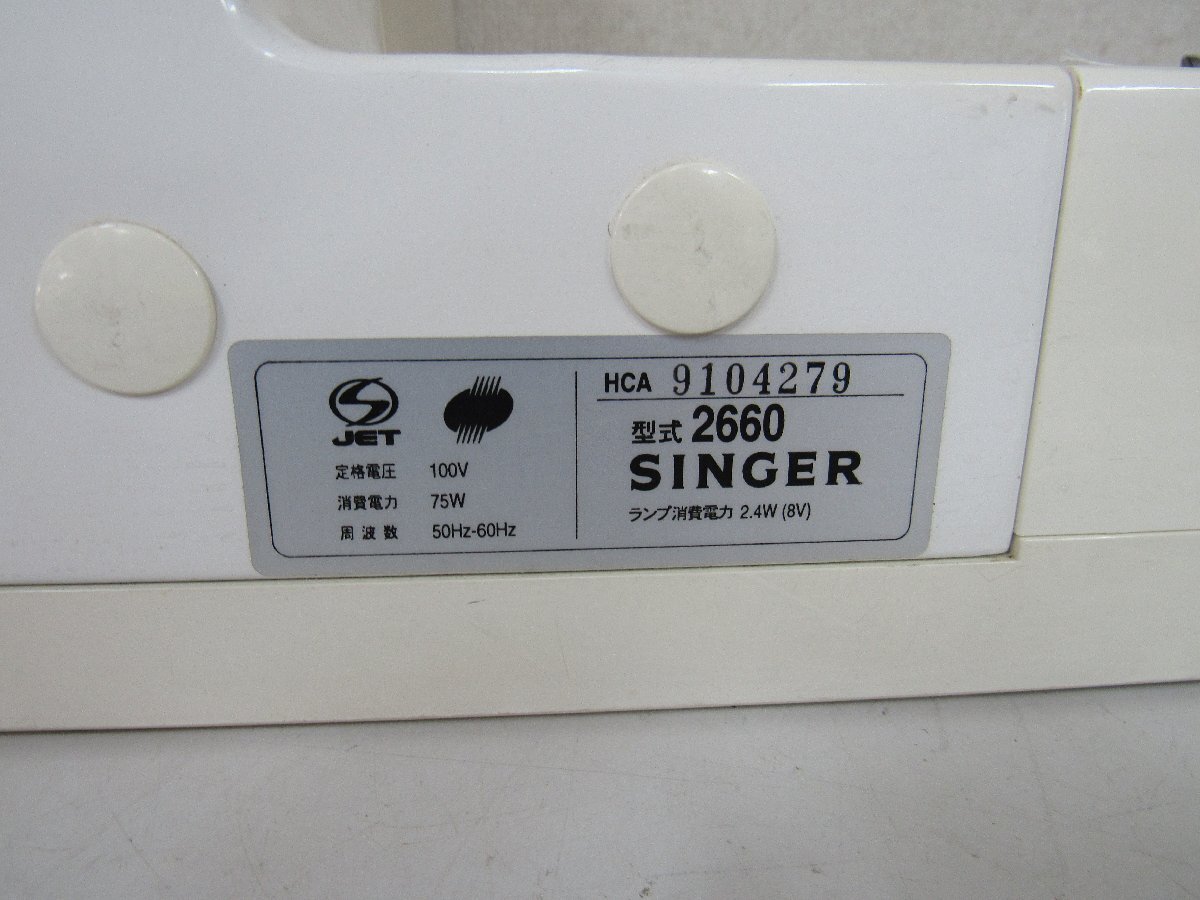 JET
定格電圧 100V
消費電力 75W
周波数 50Hz-60Hz
HCA 9104279
型式 2660
SINGER
ランプ消費電力 2.4W (8V)